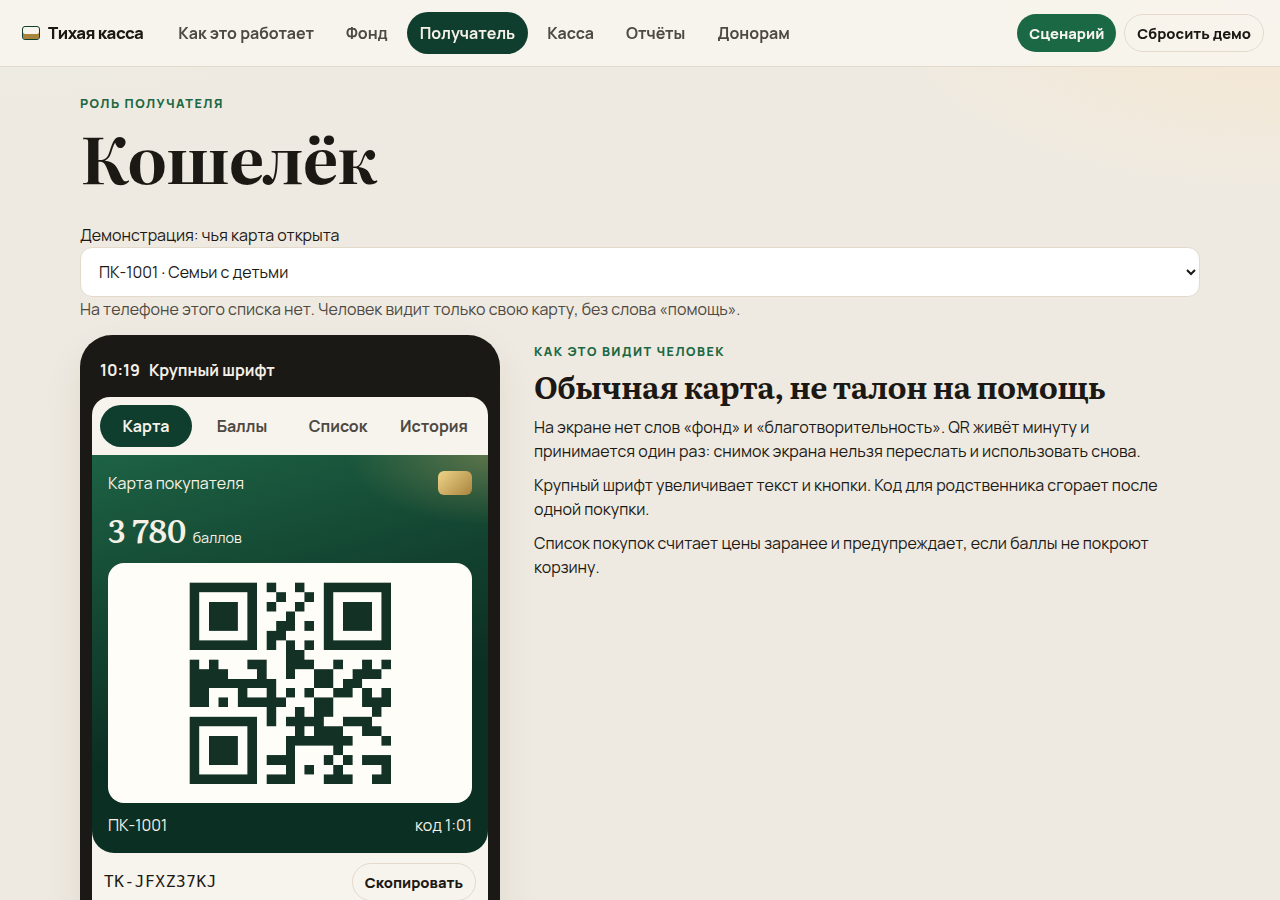 Тихая касса
Как это работает
Фонд
Получатель
Касса
Отчёты
Донорам
Сценарий
Сбросить демо
РОЛЬ ПОЛУЧАТЕЛЯ
Кошелёк
Демонстрация: чья карта открыта
ПК-1001 · Семьи с детьми
На телефоне этого списка нет. Человек видит только свою карту, без слова «помощь».
10:19 Крупный шрифт
Карта
Баллы
Список
История
Карта покупателя
3 780 баллов
ПК-1001
код 1:01
TK-JFXZ37KJ
Скопировать
КАК ЭТО ВИДИТ ЧЕЛОВЕК
Обычная карта, не талон на помощь
На экране нет слов «фонд» и «благотворительность». QR живёт минуту и
принимается один раз: снимок экрана нельзя переслать и использовать снова.
Крупный шрифт увеличивает текст и кнопки. Код для родственника сгорает после
одной покупки.
Список покупок считает цены заранее и предупреждает, если баллы не покроют
корзину.